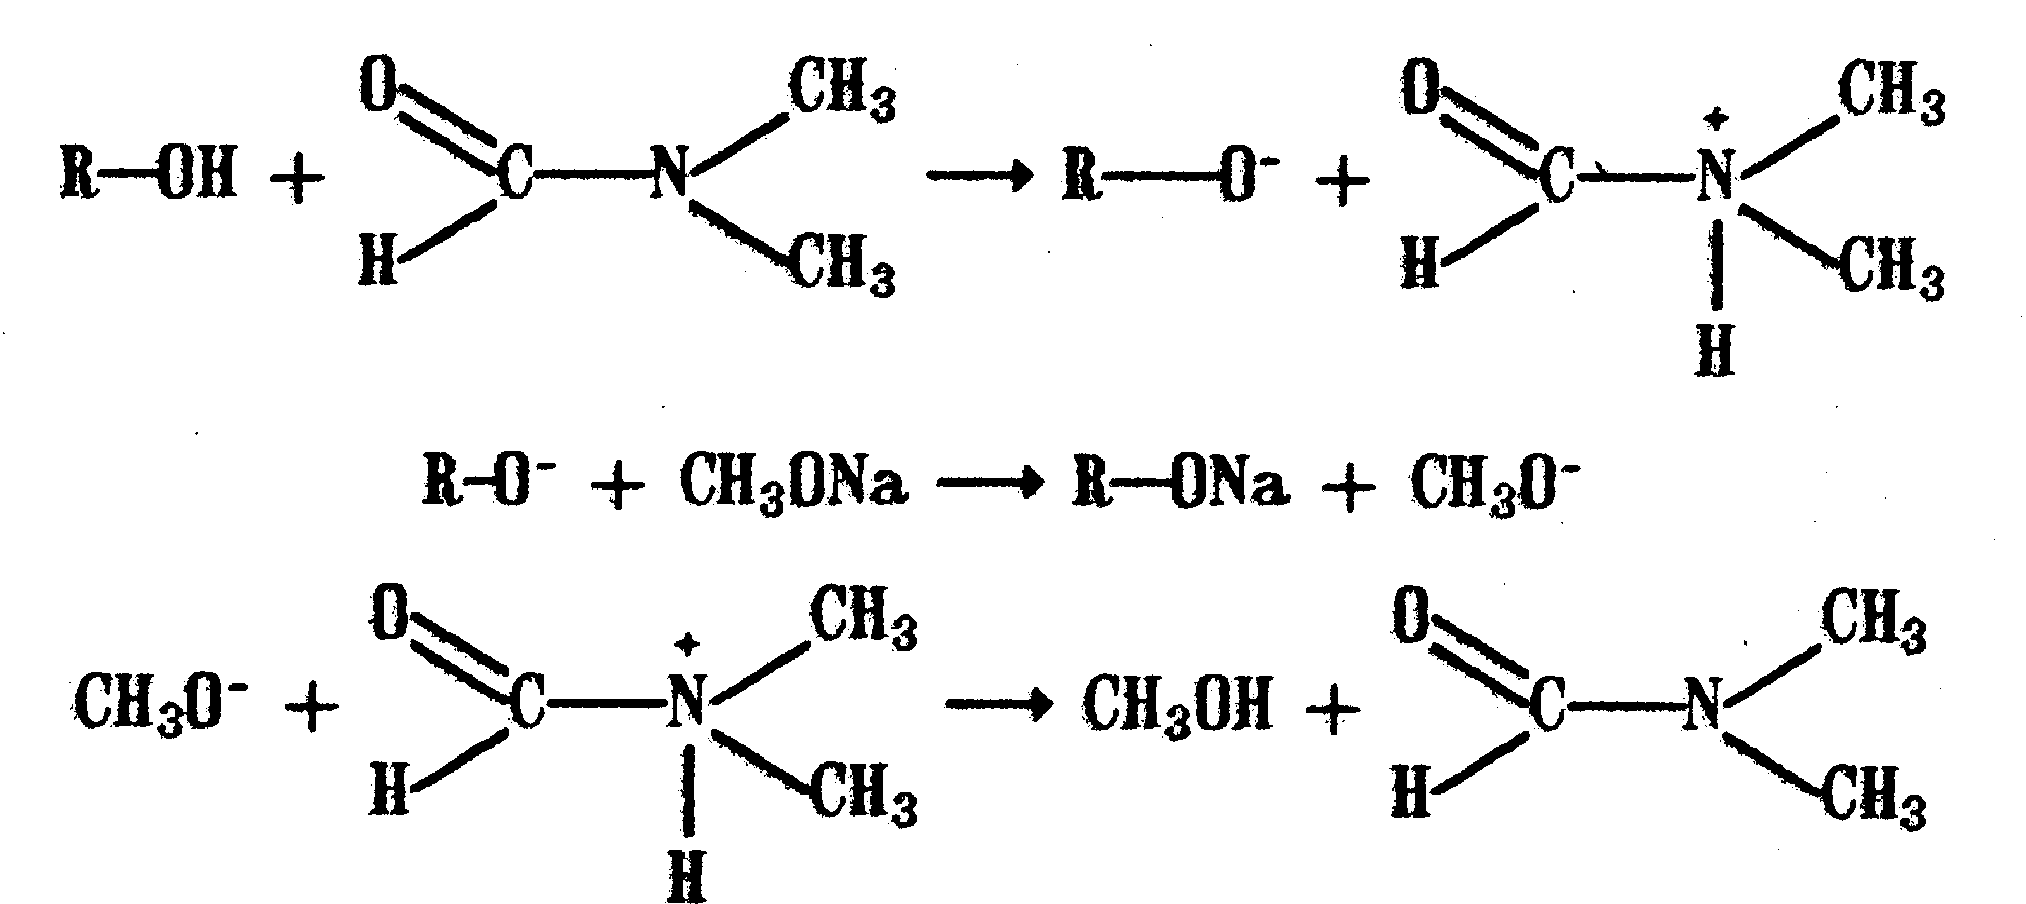 O CH3 O + CH3
R—OH + C—N → R—O- + C—N
H CH3 H CH3
H
R-O- + CH3ONa → R—ONa + CH3O-
O + CH3 O CH3
CH3O- + C—N → CH3OH + C—N
H CH3 H CH3
H